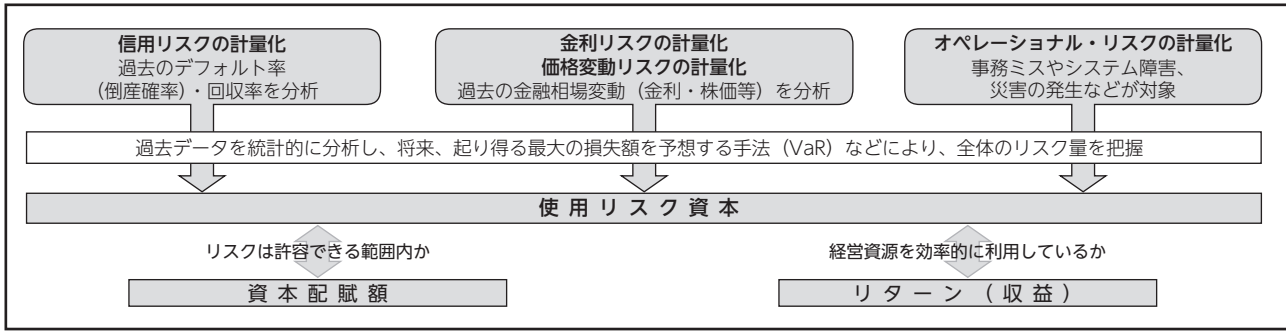 信用リスクの計量化
過去のデフォルト率
（倒産確率）・回収率を分析
金利リスクの計量化
価格変動リスクの計量化
過去の金融相場変動（金利・株価等）を分析
オペレーショナル・リスクの計量化
事務ミスやシステム障害、
災害の発生などが対象
過去データを統計的に分析し、将来、起り得る最大の損失額を予想する手法（VaR）などにより、全体のリスク量を把握
使用リスク資本
リスクは許容できる範囲内か
経営資源を効率的に利用しているか
資本配賦額
リターン（収益）